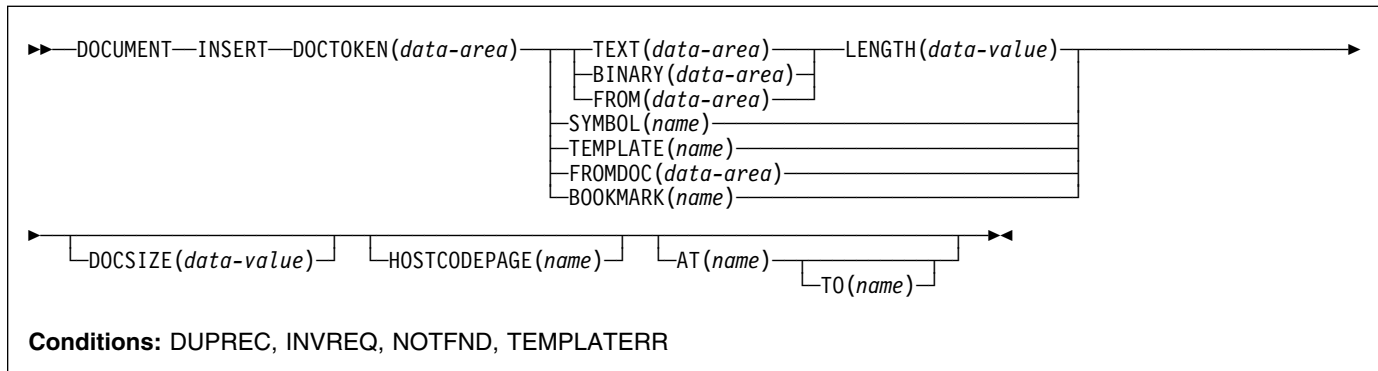 DOCUMENT INSERT DOCTOKEN(data-area) TEXT(data-area) LENGTH(data-value)
BINARY(data-area)
FROM(data-area)
SYMBOL(name)
TEMPLATE(name)
FROMDOC(data-area)
BOOKMARK(name)
DOCSIZE(data-value) HOSTCODEPAGE(name) AT(name)
TO(name)
Conditions: DUPREC, INVREQ, NOTFND, TEMPLATERR